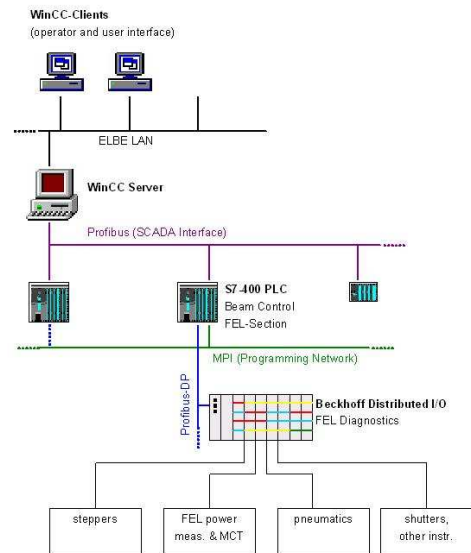 WinCC-Clients
(operator and user interface)
ELBE LAN
WinCC Server
Profibus (SCADA Interface)
S7-400 PLC
Beam Control
FEL-Section
MPI (Programming Network)
Profibus-DP
Beckhoff Distributed I/O
FEL Diagnostics
steppers
FEL power
meas. & MCT
pneumatics
shutters,
other instr.